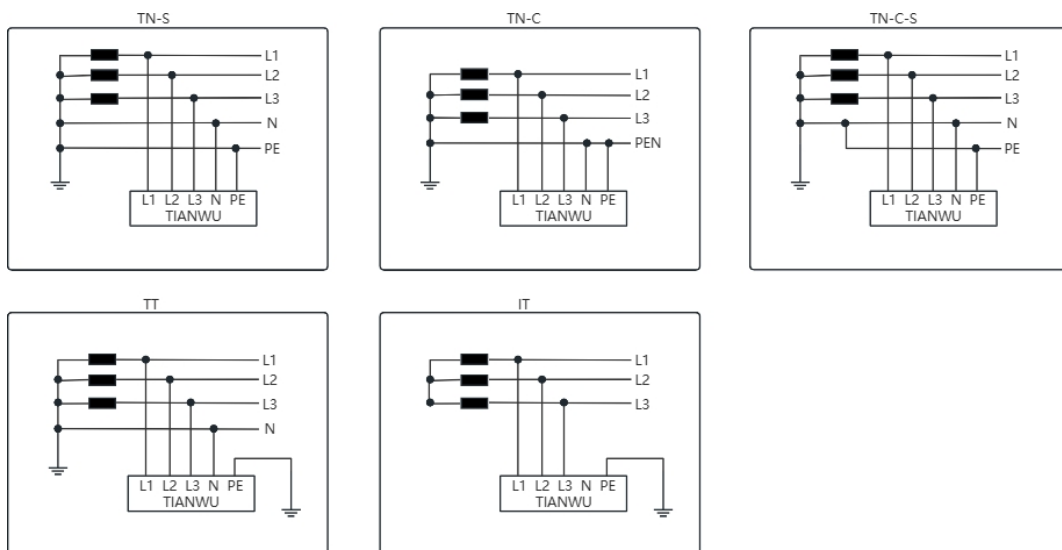 TN-S
L1
L2
L3
N
PE
L1 L2 L3 N PE
TIANWU
TN-C
L1
L2
L3
PEN
L1 L2 L3 N PE
TIANWU
TN-C-S
L1
L2
L3
N
PE
L1 L2 L3 N PE
TIANWU
TT
L1
L2
L3
N
L1 L2 L3 N PE
TIANWU
IT
L1
L2
L3
L1 L2 L3 N PE
TIANWU